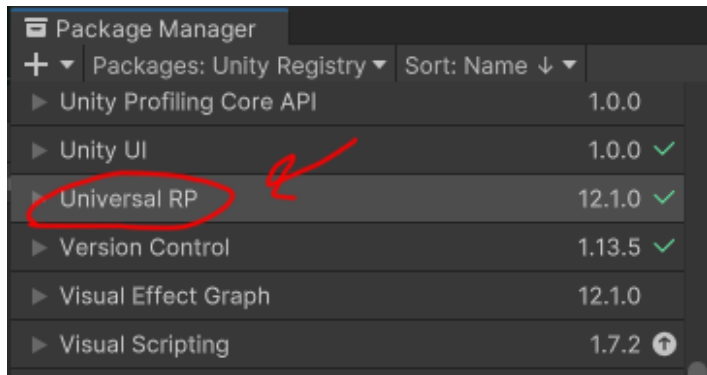 Package Manager
+ Packages: Unity Registry Sort: Name ↓
Unity Profiling Core API 1.0.0
Unity UI 1.0.0
Universal RP 12.1.0
Version Control 1.13.5
Visual Effect Graph 12.1.0
Visual Scripting 1.7.2